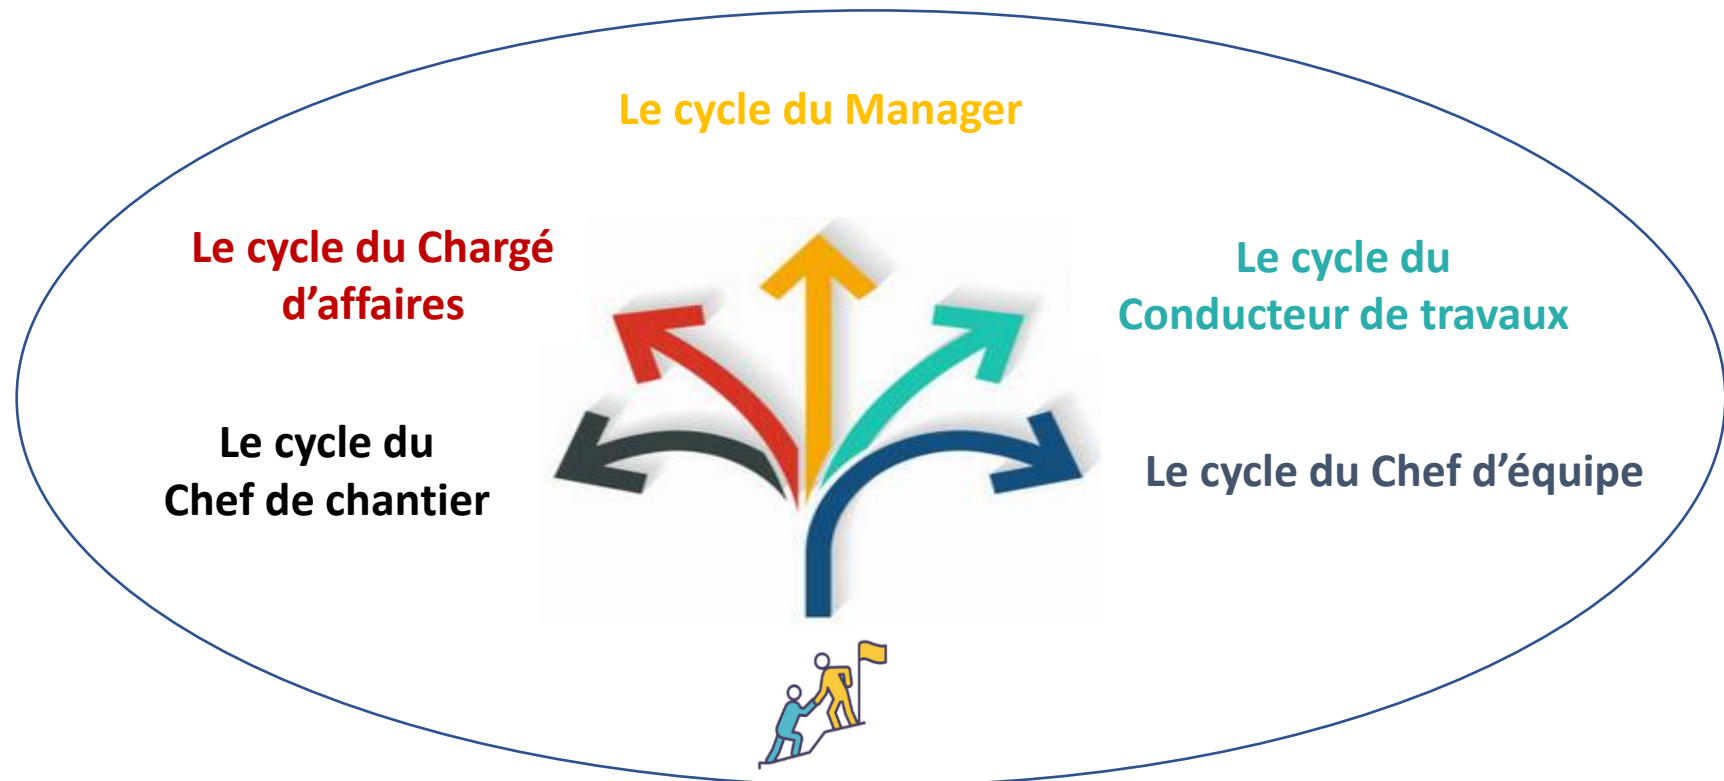 Le cycle du Manager
Le cycle du Chargé
d’affaires
Le cycle du
Conducteur de travaux
Le cycle du
Chef de chantier
Le cycle du Chef d’équipe